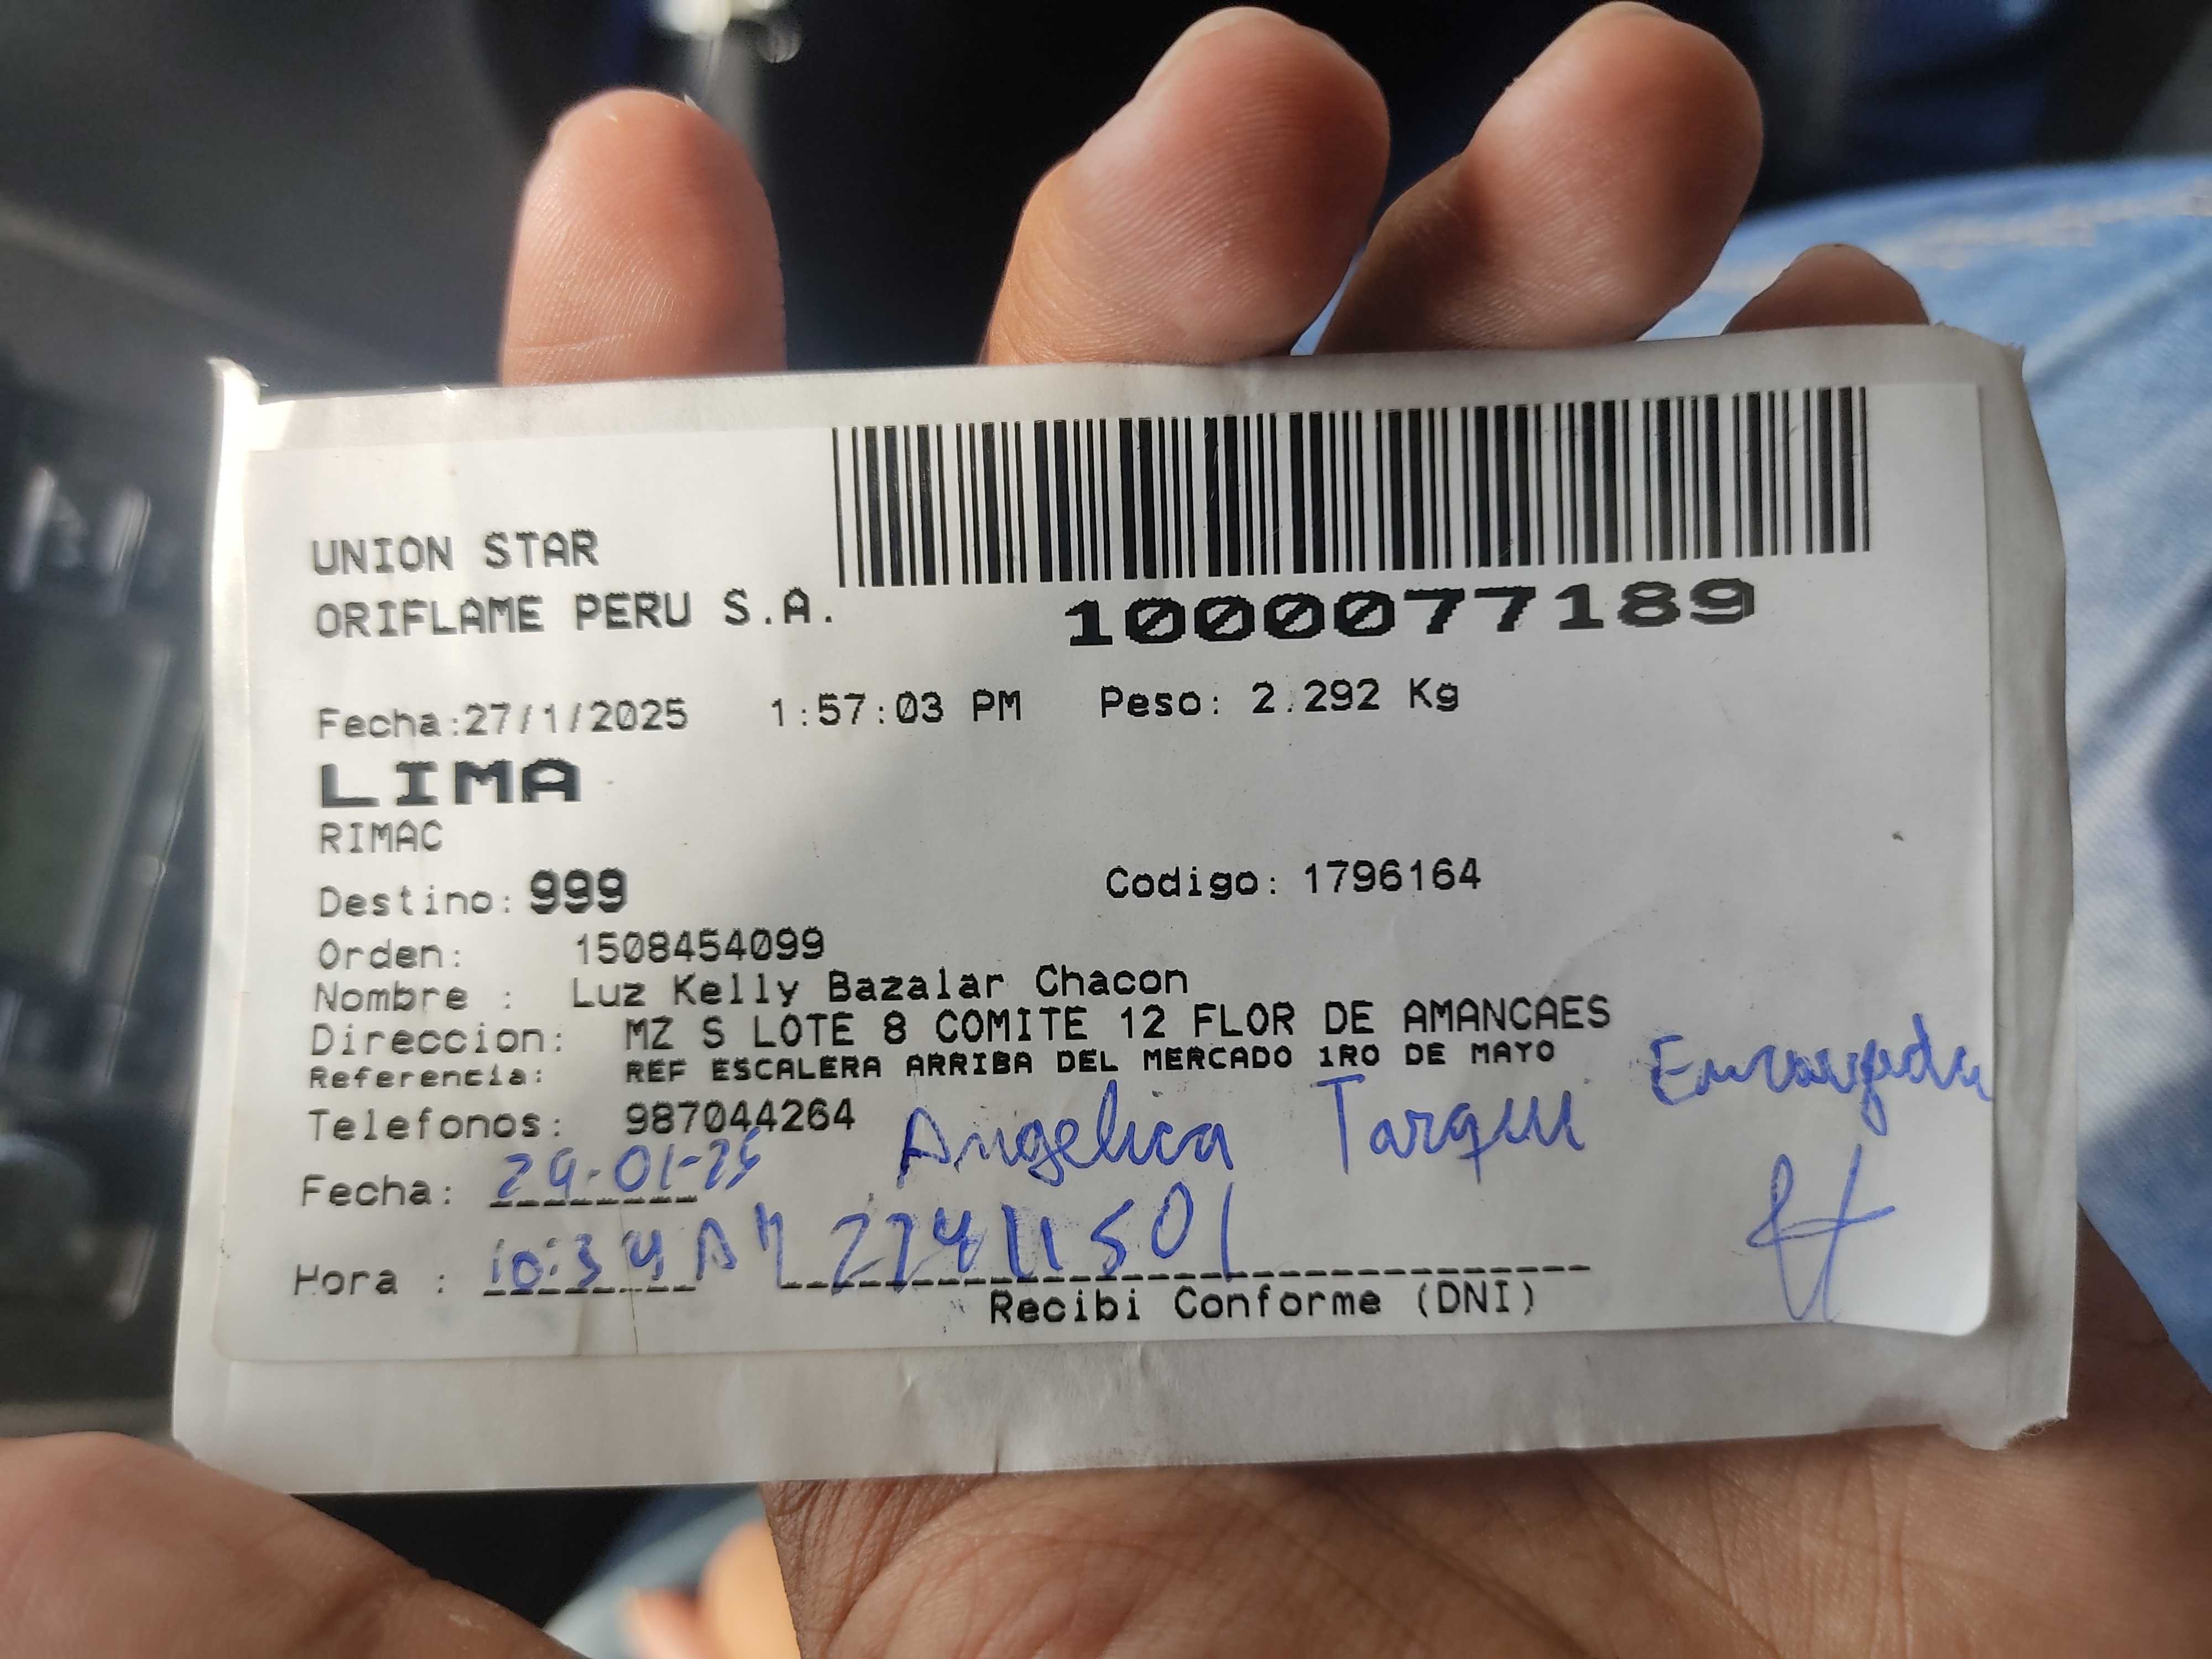 UNION STAR
ORIFLAME PERU S.A.
1000077189
Fecha:27/1/2025 1:57:03 PM Peso: 2.292 Kg
LIMA
RIMAC
Destino: 999 Codigo: 1796164
Orden: 1508454099
Nombre : Luz Kelly Bazalar Chacon
Direccion: MZ S LOTE 8 COMITE 12 FLOR DE AMANCAES
Referencia: REF ESCALERA ARRIBA DEL MERCADO 1RO DE MAYO
Telefonos: 987044264
Angelica Tarqui
Fecha: 29-01-25
Hora : 10:34 AM
Recibi Conforme (DNI)